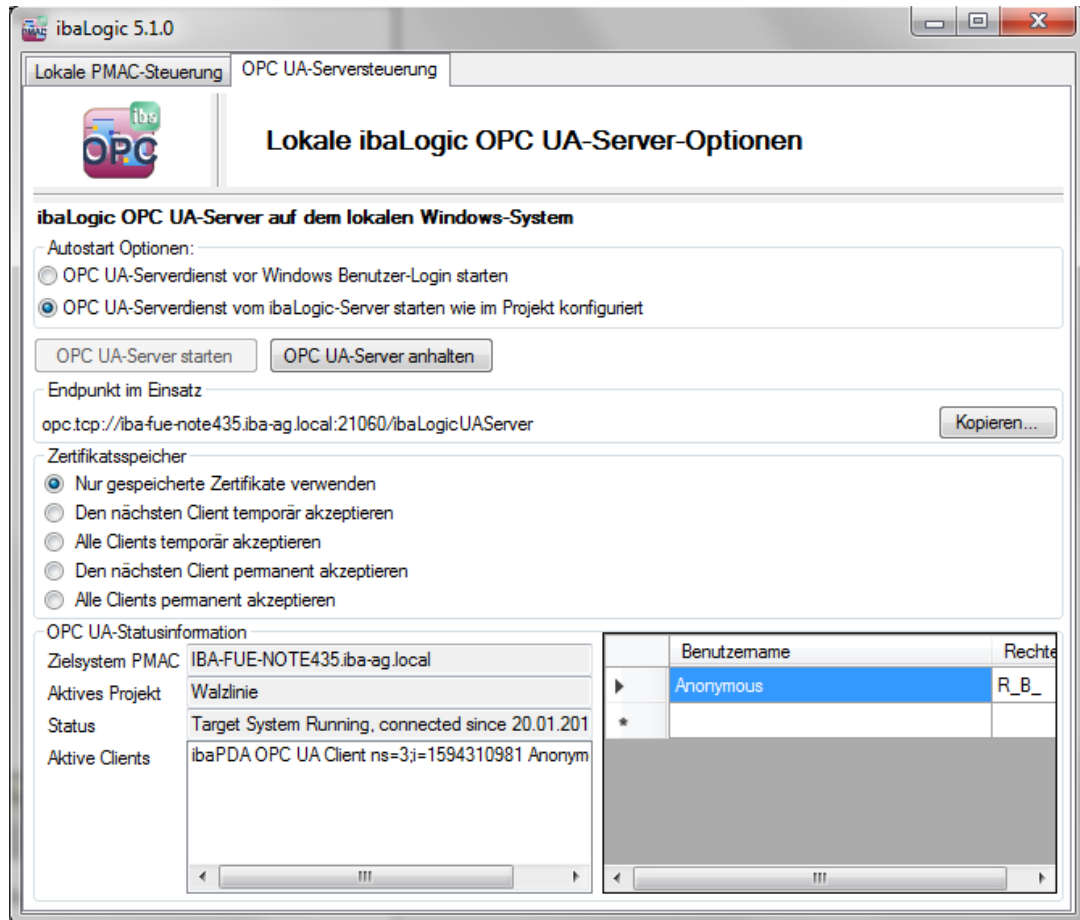 ibaLogic 5.1.0
Lokale PMAC-Steuerung OPC UA-Serversteuerung
iba
OPC
Lokale ibaLogic OPC UA-Server-Optionen
ibaLogic OPC UA-Server auf dem lokalen Windows-System
Autostart Optionen:
OPC UA-Serverdienst vor Windows Benutzer-Login starten
OPC UA-Serverdienst vom ibaLogic-Server starten wie im Projekt konfiguriert
OPC UA-Server starten OPC UA-Server anhalten
Endpunkt im Einsatz
opc.tcp://iba-fue-note435.iba-ag.local:21060/ibaLogicUAServer Kopieren...
Zertifikatsspeicher
Nur gespeicherte Zertifikate verwenden
Den nächsten Client temporär akzeptieren
Alle Clients temporär akzeptieren
Den nächsten Client permanent akzeptieren
Alle Clients permanent akzeptieren
OPC UA-Statusinformation
Zielsystem PMAC IBA-FUE-NOTE435.iba-ag.local
Aktives Projekt Walzlinie
Status Target System Running, connected since 20.01.201
Aktive Clients ibaPDA OPC UA Client ns=3;i=1594310981 Anonym
Benutzername Rechte
Anonymous R_B_